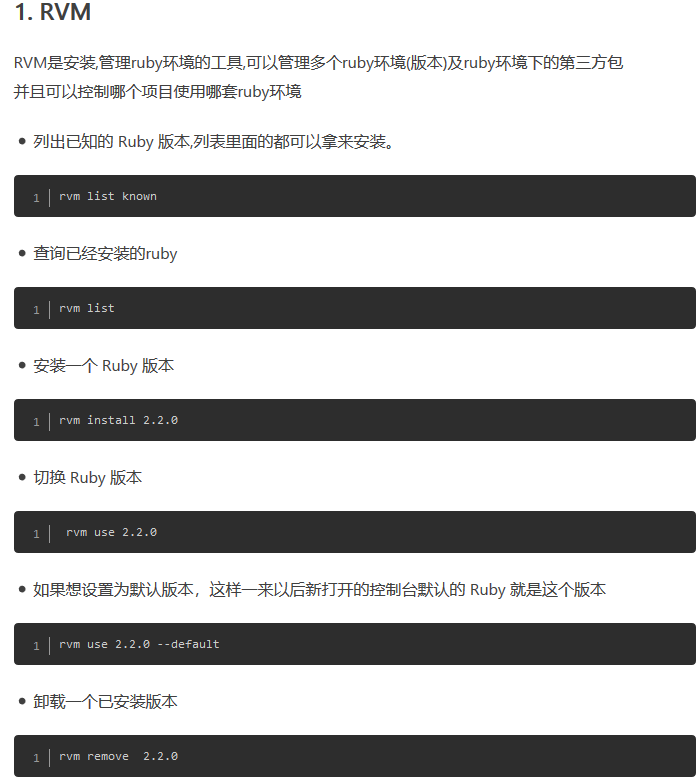 1. RVM
RVM是安装,管理ruby环境的工具,可以管理多个ruby环境(版本)及ruby环境下的第三方包
并且可以控制哪个项目使用哪套ruby环境
• 列出已知的 Ruby 版本,列表里面的都可以拿来安装。
1 rvm list known
• 查询已经安装的ruby
1 rvm list
• 安装一个 Ruby 版本
1 rvm install 2.2.0
• 切换 Ruby 版本
1 rvm use 2.2.0
• 如果想设置为默认版本，这样一来以后新打开的控制台默认的 Ruby 就是这个版本
1 rvm use 2.2.0 --default
• 卸载一个已安装版本
1 rvm remove  2.2.0